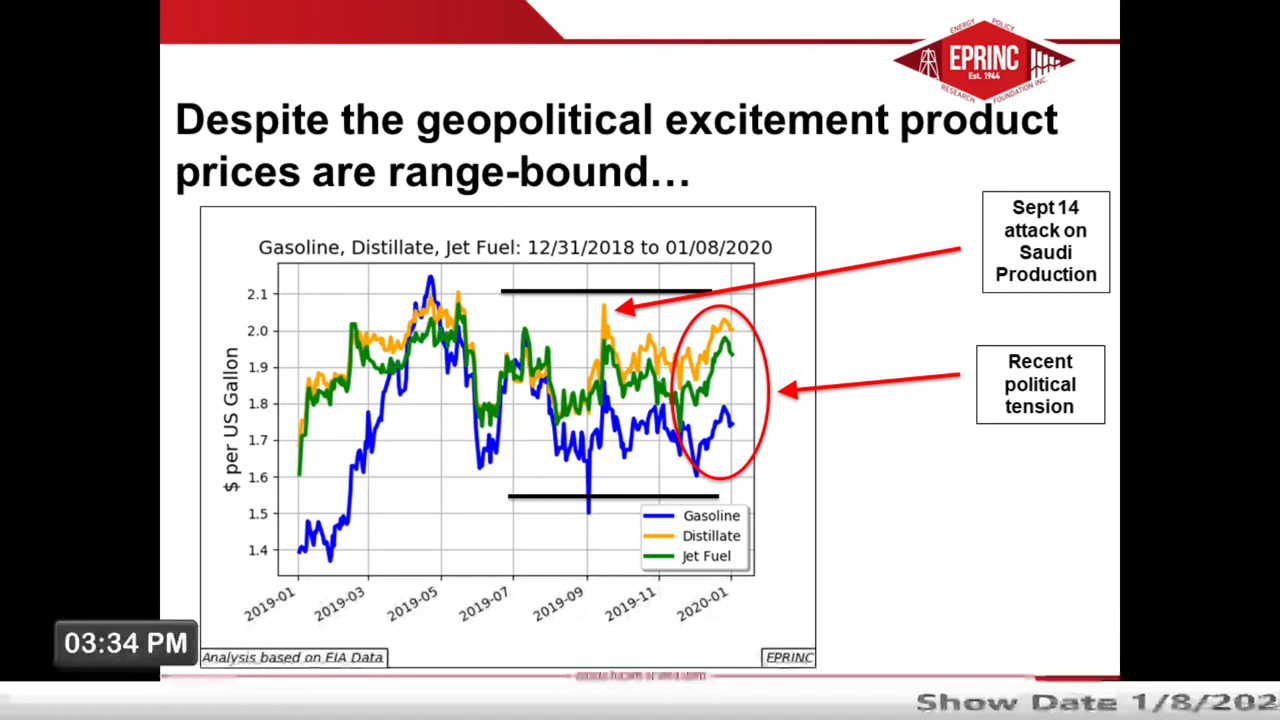 ENERGY POLICY
EPRINC
Est. 1944
RESEARCH FOUNDATION INC.
Despite the geopolitical excitement product
prices are range-bound…
Sept 14
attack on
Saudi
Production
Recent
political
tension
Gasoline, Distillate, Jet Fuel: 12/31/2018 to 01/08/2020
$ per US Gallon
2.1
2.0
1.9
1.8
1.7
1.6
1.5
1.4
Gasoline
Distillate
Jet Fuel
2019-01
2019-03
2019-05
2019-07
2019-09
2019-11
2020-01
Analysis based on EIA Data
EPRINC
03:34 PM
Show Date 1/8/202